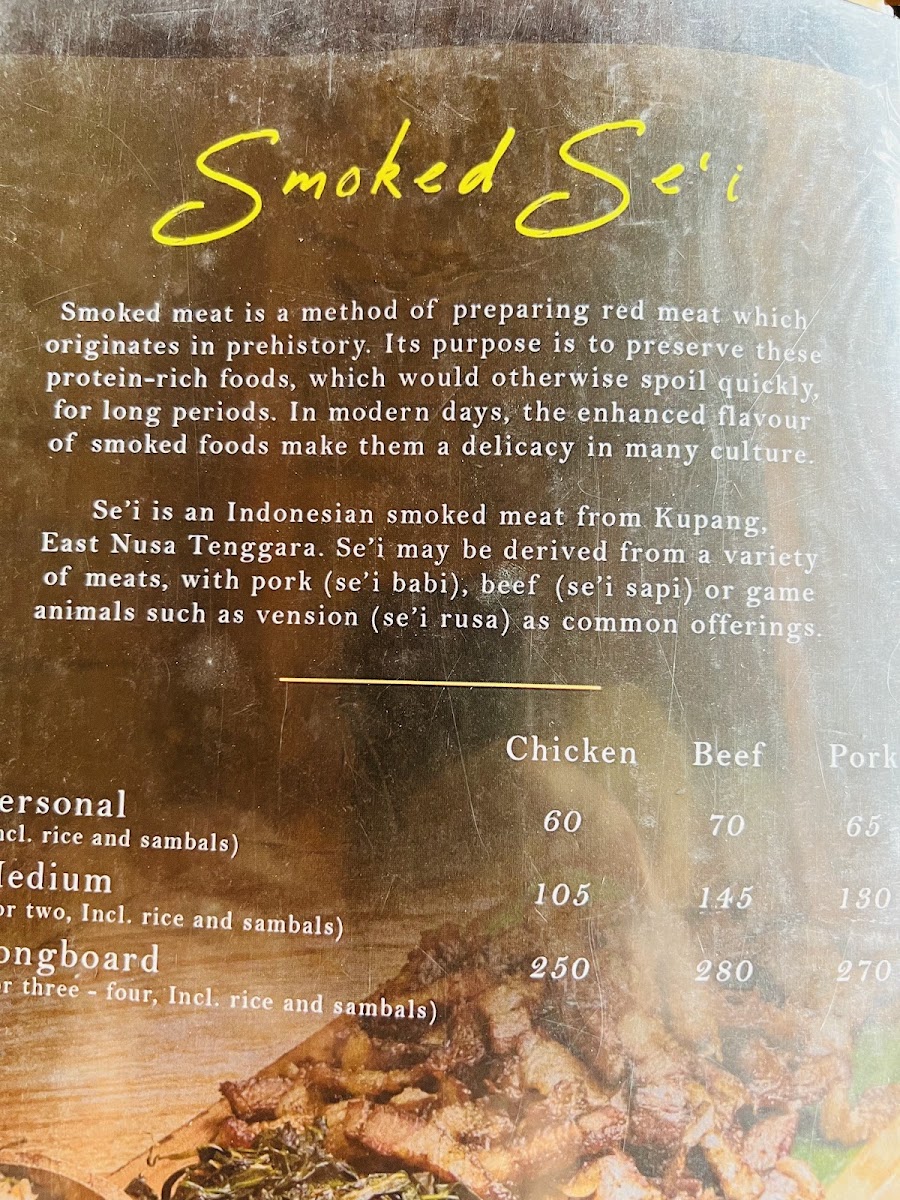 Smoked Se'i
Smoked meat is a method of preparing red meat which
originates in prehistory. Its purpose is to preserve these
protein-rich foods, which would otherwise spoil quickly,
for long periods. In modern days, the enhanced flavour
of smoked foods make them a delicacy in many culture.
Se'i is an Indonesian smoked meat from Kupang,
East Nusa Tenggara. Se'i may be derived from a variety
of meats, with pork (se'i babi), beef (se'i sapi) or game
animals such as vension (se'i rusa) as common offerings.
Chicken Beef Pork
ersonal 60 70 65
ncl. rice and sambals)
edium 105 145 130
or two, Incl. rice and sambals)
ongboard 250 280 270
or three - four, Incl. rice and sambals)